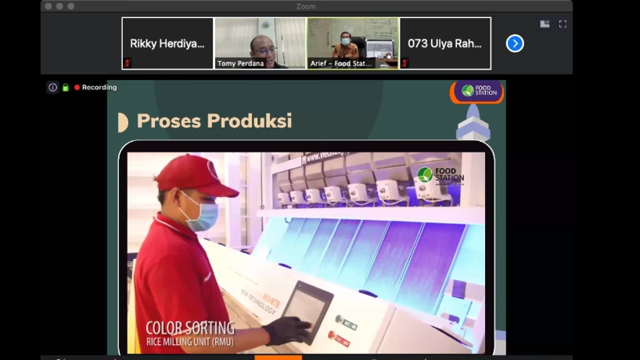 Zoom
Rikky Herdiya...
Tomy Perdana
Arief - Food Stat...
073 Ulya Rah...
Recording
FOOD STATION
Proses Produksi
FOOD STATION
TECHNOLOGY
COLOR SORTING
RICE MILLING UNIT (RMU)